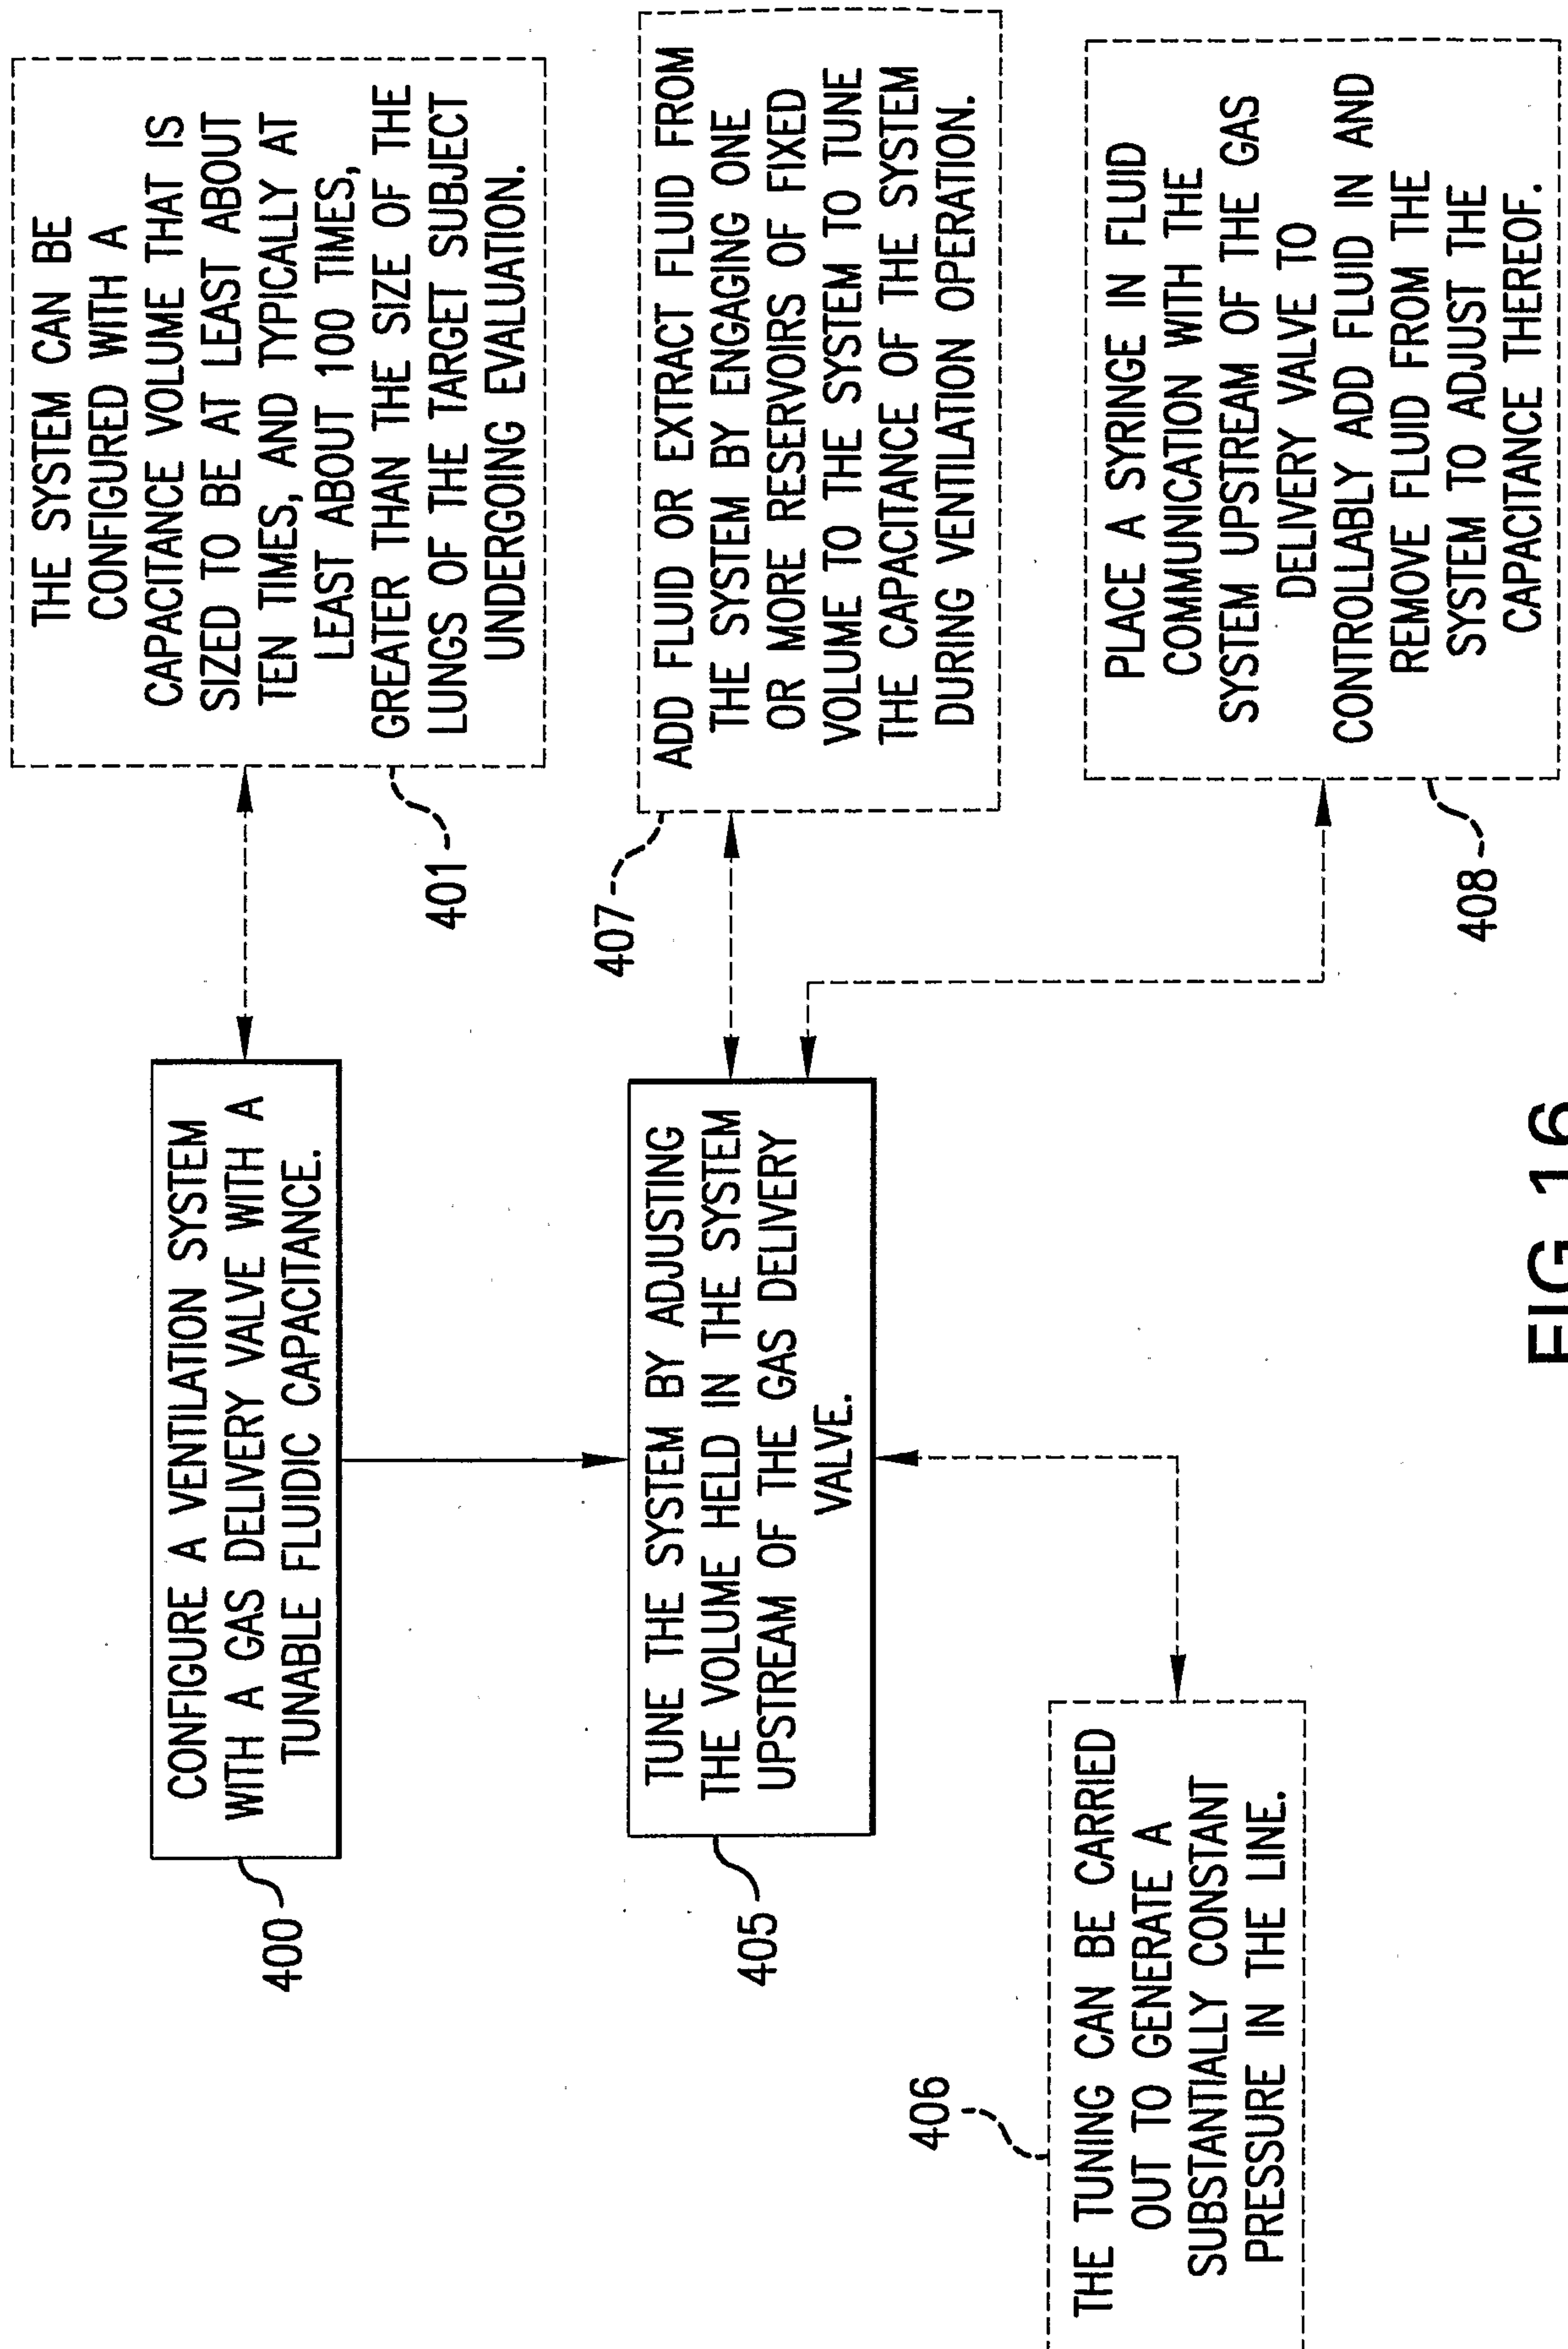 CONFIGURE A VENTILATION SYSTEM
WITH A GAS DELIVERY VALVE WITH A
TUNABLE FLUIDIC CAPACITANCE.
400
THE SYSTEM CAN BE
CONFIGURED WITH A
CAPACITANCE VOLUME THAT IS
SIZED TO BE AT LEAST ABOUT
TEN TIMES, AND TYPICALLY AT
LEAST ABOUT 100 TIMES,
GREATER THAN THE SIZE OF THE
LUNGS OF THE TARGET SUBJECT
UNDERGOING EVALUATION.
401
TUNE THE SYSTEM BY ADJUSTING
THE VOLUME HELD IN THE SYSTEM
UPSTREAM OF THE GAS DELIVERY
VALVE.
405
ADD FLUID OR EXTRACT FLUID FROM
THE SYSTEM BY ENGAGING ONE
OR MORE RESERVOIRS OF FIXED
VOLUME TO THE SYSTEM TO TUNE
THE CAPACITANCE OF THE SYSTEM
DURING VENTILATION OPERATION.
407
406
THE TUNING CAN BE CARRIED
OUT TO GENERATE A
SUBSTANTIALLY CONSTANT
PRESSURE IN THE LINE.
PLACE A SYRINGE IN FLUID
COMMUNICATION WITH THE
SYSTEM UPSTREAM OF THE GAS
DELIVERY VALVE TO
CONTROLLABLY ADD FLUID IN AND
REMOVE FLUID FROM THE
SYSTEM TO ADJUST THE
CAPACITANCE THEREOF.
408
FIG. 16